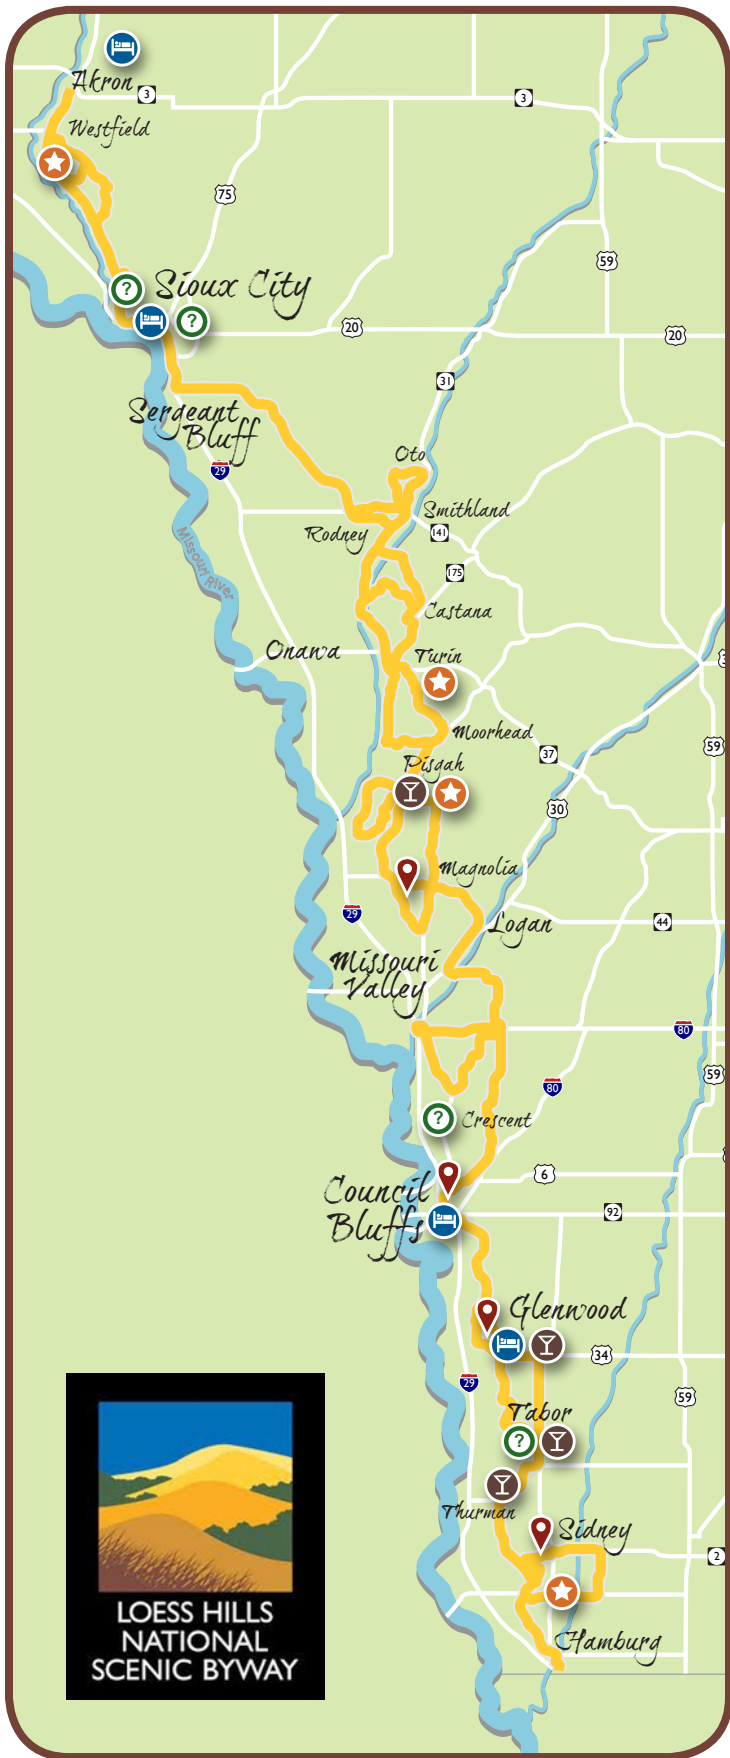 Akron
3
3
Westfield
75
59
?
Sioux City
?
20
20
31
Sergeant
Bluff
29
Oto
Smithland
141
Rodney
175
Missouri River
Castana
Onawa
Turin
Moorhead
37
59
Pisgah
30
Magnolia
29
44
Logan
Missouri
Valley
80
59
80
?
Crescent
6
Council
Bluffs
92
Glenwood
34
29
59
Tabor
?
Thurman
Sidney
2
Hamburg
LOESS HILLS
NATIONAL
SCENIC BYWAY